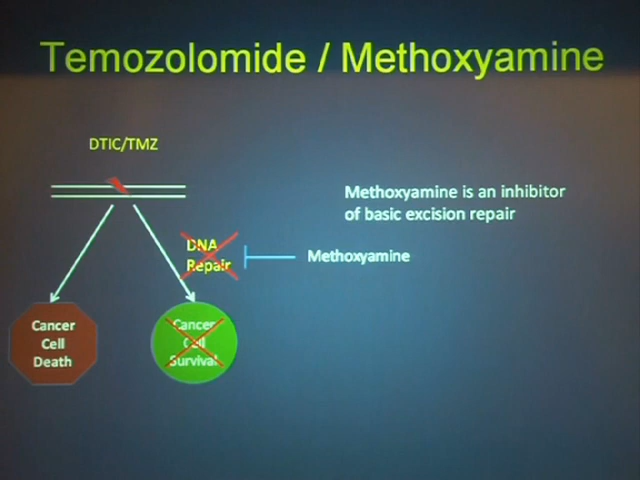 Temozolomide / Methoxyamine
DTIC/TMZ
Methoxyamine is an inhibitor
of basic excision repair
DNA
Repair
Methoxyamine
Cancer
Cell
Death
Cancer
Cell
Survival